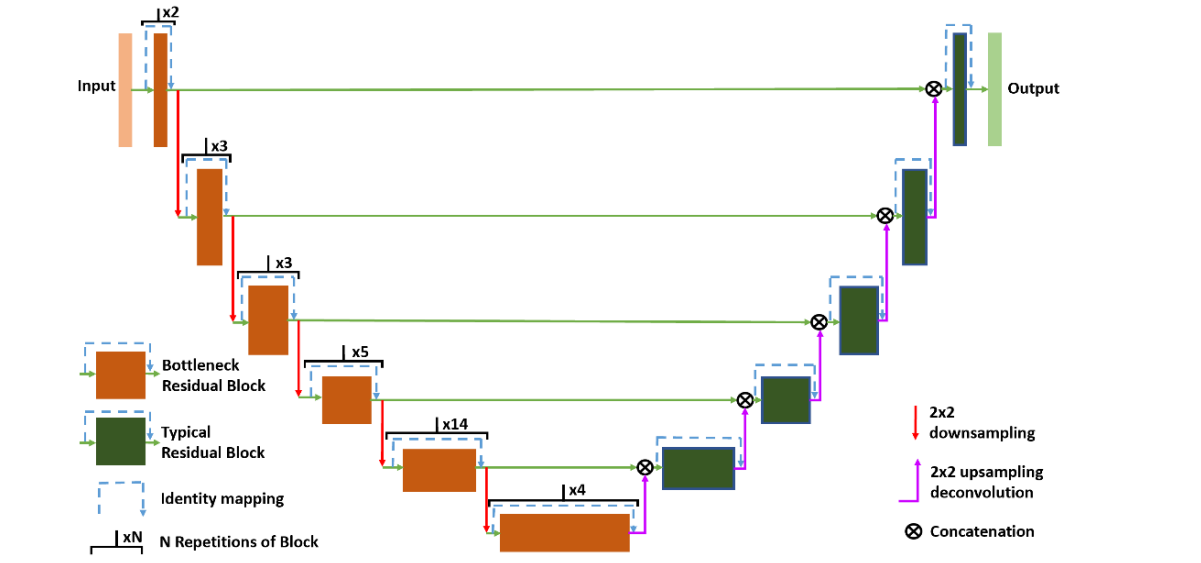 x2
Input
Output
x3
x3
x5
Bottleneck
Residual Block
x14
Typical
Residual Block
2x2
downsampling
2x2 upsampling
deconvolution
x4
Identity mapping
Concatenation
xN
N Repetitions of Block